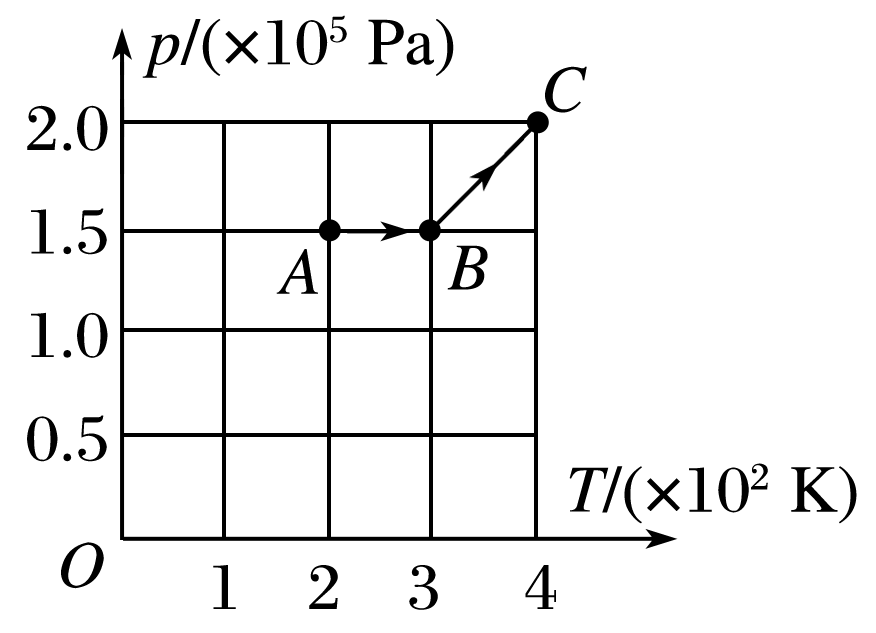 p/(×10⁵ Pa)
C
2.0
1.5
A
B
1.0
0.5
T/(×10² K)
O
1 2 3 4